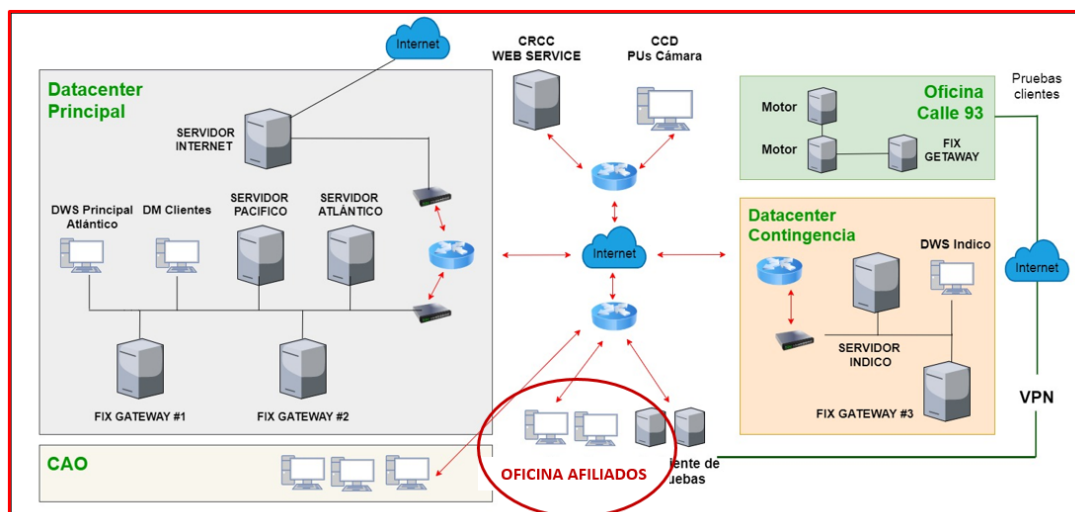 Internet
Datacenter
Principal
SERVIDOR
INTERNET
DWS Principal
Atlántico
DM Clientes
SERVIDOR
PACIFICO
SERVIDOR
ATLÁNTICO
FIX GATEWAY #1
FIX GATEWAY #2
CAO
CRCC
WEB SERVICE
CCD
PUs Cámara
Internet
OFICINA AFILIADOS
iente de
uebas
Oficina
Calle 93
Motor
Motor
FIX
GETAWAY
Pruebas
clientes
Datacenter
Contingencia
DWS Indico
SERVIDOR
INDICO
FIX GATEWAY #3
Internet
VPN